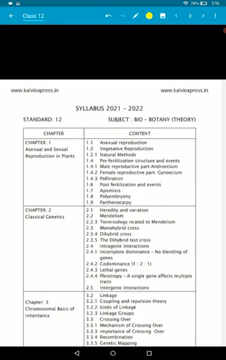 78% 5:56
Class 12
www.kalviexpress.in www.kalviexpress.in
SYLLABUS 2021 - 2022
STANDARD: 12 SUBJECT : BIO - BOTANY (THEORY)
CHAPTER CONTENT
CHAPTER: 1
Asexual and Sexual
Reproduction in Plants
1.1 Asexual reproduction
1.2 Vegetative Reproduction
1.2.1 Natural Methods
1.4 Pre-fertilization structure and events
1.4.1 Male reproductive part-Androecium
1.4.2 Female reproductive part- Gynoecium
1.4.3 Pollination
1.6 Post fertilization and events
1.7 Apomixis
1.8 Polyembryony
1.9 Parthenocarpy
CHAPTER: 2
Classical Genetics
2.1 Heredity and variation
2.2 Mendelism
2.2.3 Terminology related to Mendelism
2.3 Monohybrid cross
2.3.4 Dihybrid cross
2.3.5 The Dihybrid test cross
2.4 Intragenic interactions
2.4.1 Incomplete dominance - No blending of
genes
2.4.2 Codominance (1 : 2 : 1)
2.4.3 Lethal genes
2.4.4 Pleiotropy - A single gene affects multiple
traits
2.5 Intergenic interactions
Chapter: 3
Chromosomal Basis of
Inheritance
3.2 Linkage
3.2.1 Coupling and repulsion theory
3.2.2 kinds of Linkage
3.2.3 Linkage Groups
3.3 Crossing Over
3.3.1 Mechanism of Crossing Over
3.3.3 Importance of Crossing Over
3.3.4 Recombination
3.3.5 Genetic Mapping